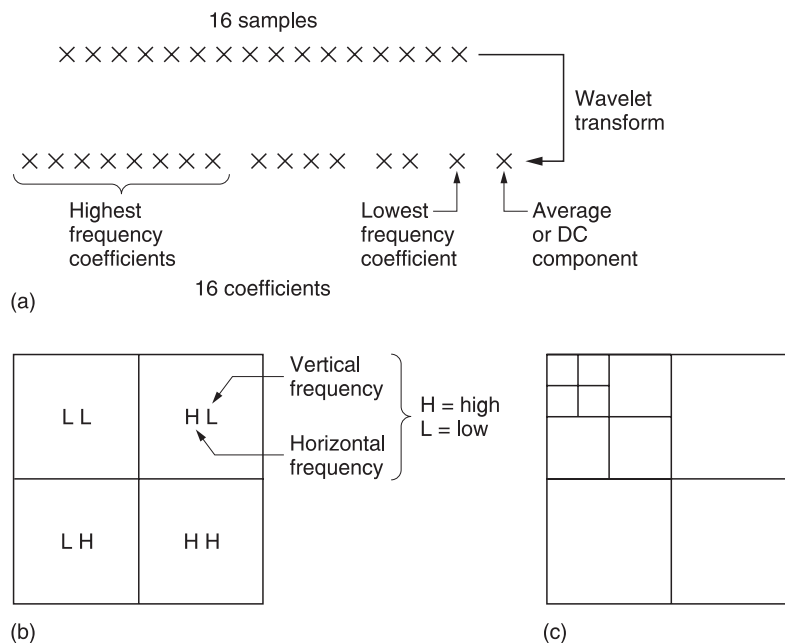 16 samples
Wavelet
transform
Highest
frequency
coefficients
Lowest
frequency
coefficient
Average
or DC
component
16 coefficients
(a)
L L
H L
Vertical
frequency
Horizontal
frequency
H = high
L = low
L H
H H
(b)
(c)